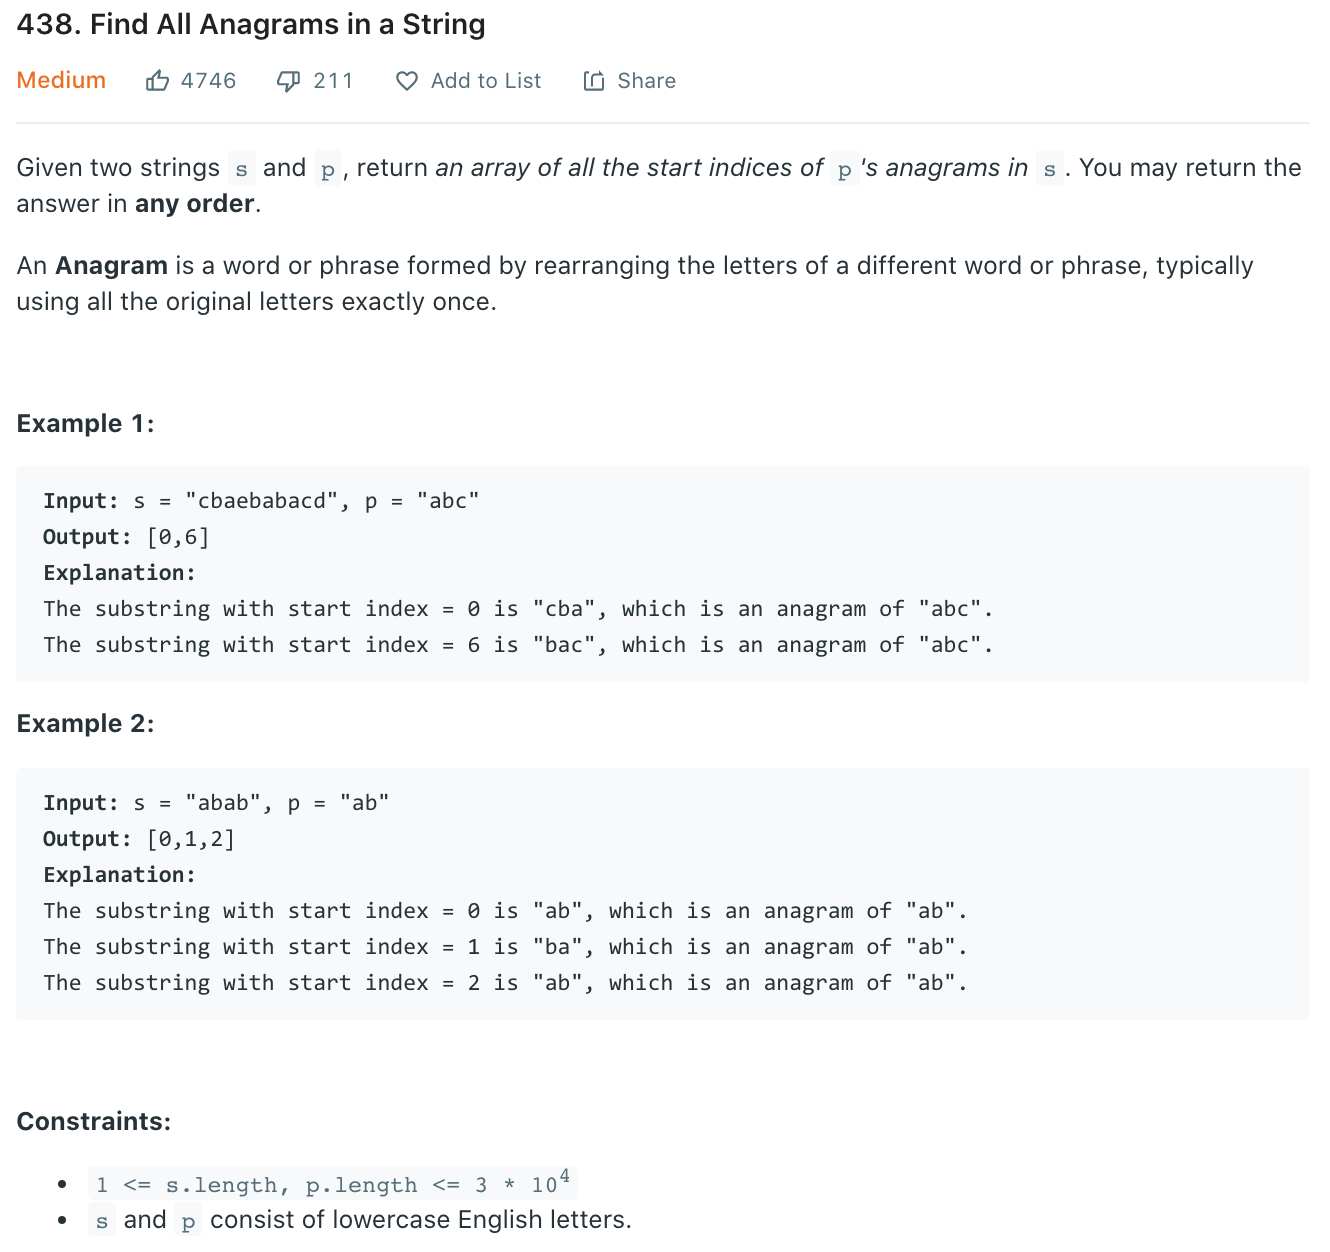 438. Find All Anagrams in a String
Medium 4746 211 Add to List Share
Given two strings s and p, return an array of all the start indices of p's anagrams in s. You may return the
answer in any order.
An Anagram is a word or phrase formed by rearranging the letters of a different word or phrase, typically
using all the original letters exactly once.
Example 1:
Input: s = "cbaebabacd", p = "abc"
Output: [0,6]
Explanation:
The substring with start index = 0 is "cba", which is an anagram of "abc".
The substring with start index = 6 is "bac", which is an anagram of "abc".
Example 2:
Input: s = "abab", p = "ab"
Output: [0,1,2]
Explanation:
The substring with start index = 0 is "ab", which is an anagram of "ab".
The substring with start index = 1 is "ba", which is an anagram of "ab".
The substring with start index = 2 is "ab", which is an anagram of "ab".
Constraints:
• 1 <= s.length, p.length <= 3 * 10⁴
• s and p consist of lowercase English letters.